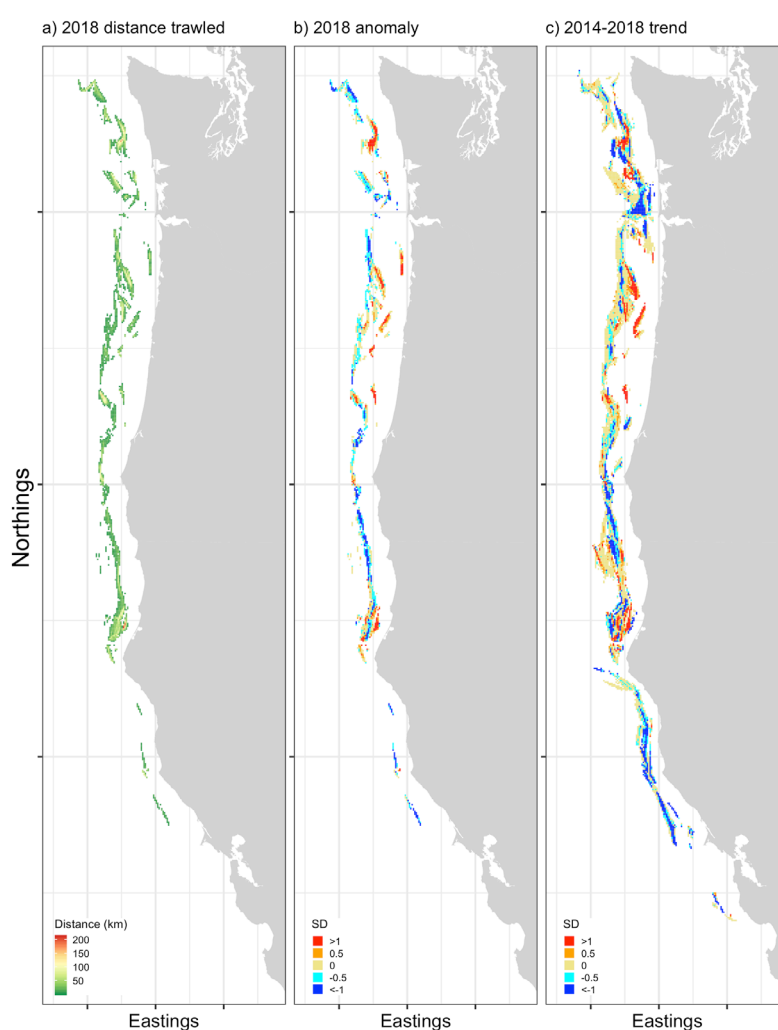 a) 2018 distance trawled
b) 2018 anomaly
c) 2014-2018 trend
Northings
Distance (km)
200
150
100
50
SD
>1
0.5
0
-0.5
<-1
SD
>1
0.5
0
-0.5
<-1
Eastings
Eastings
Eastings